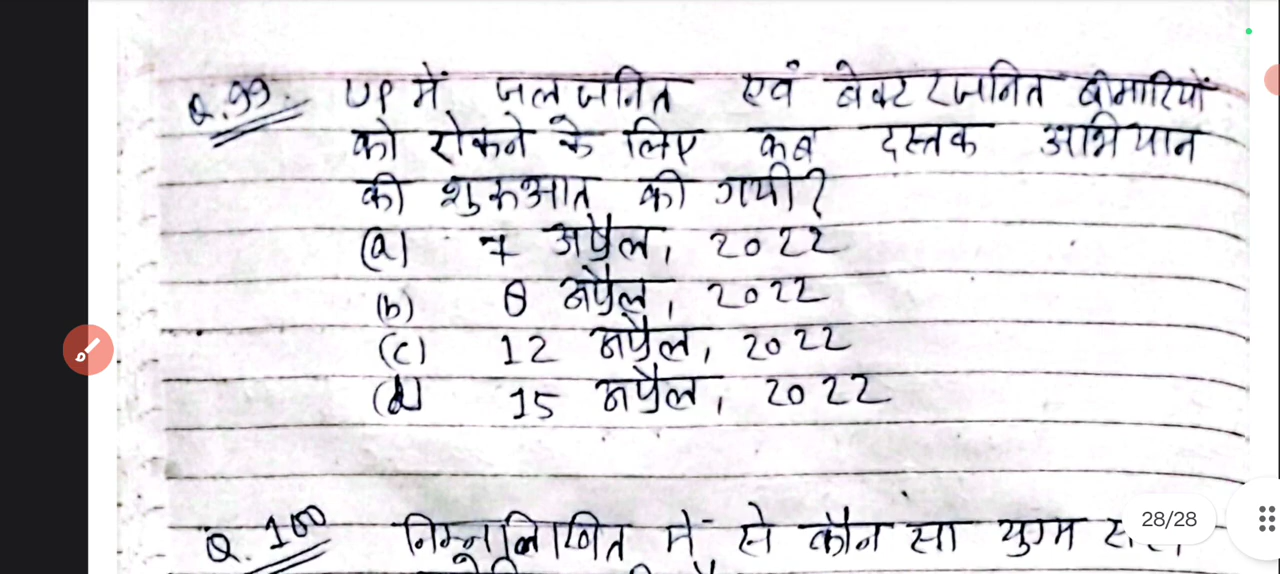 Q.99. UP में जलजनित एवं वेक्टरजनित बीमारियों
को रोकने के लिए कब दस्तक अभियान
की शुरूआत की गयी?
(a) 7 अप्रैल, 2022
(b) 8 अप्रैल, 2022
(c) 12 अप्रैल, 2022
(d) 15 अप्रैल, 2022
28/28
Q. 100 निम्नलिखित में से कौन सा युग्म